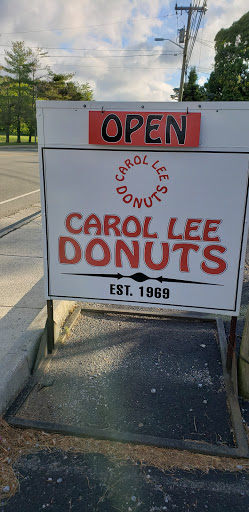 OPEN
CAROL LEE
DONUTS
CAROL LEE
DONUTS
EST. 1969